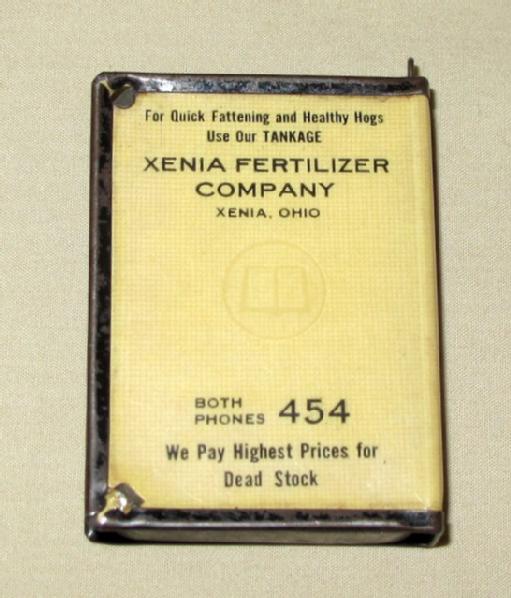 For Quick Fattening and Healthy Hogs
Use Our TANKAGE
XENIA FERTILIZER
COMPANY
XENIA, OHIO
BOTH
PHONES 454
We Pay Highest Prices for
Dead Stock